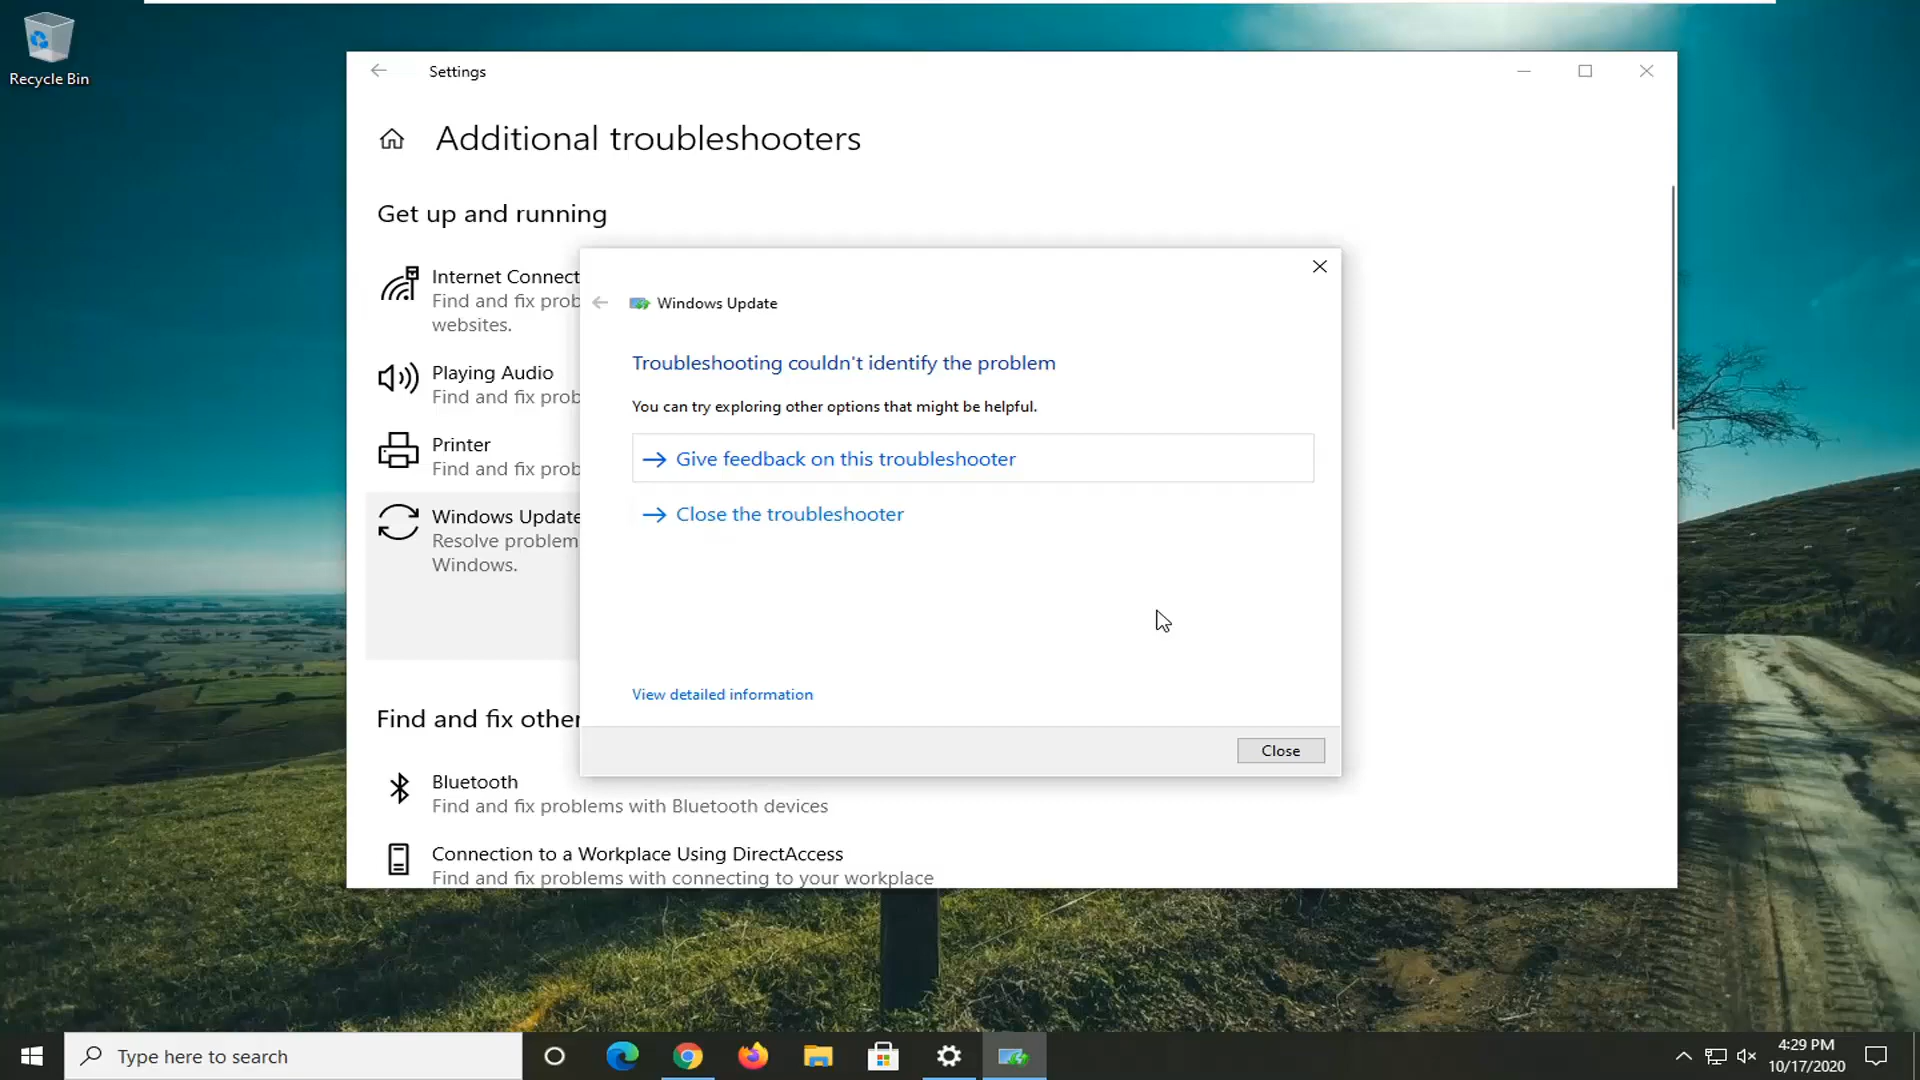 Recycle Bin
Settings
Additional troubleshooters
Get up and running
Internet Connect
Find and fix prob
websites.
Playing Audio
Find and fix prob
Printer
Find and fix prob
Windows Update
Resolve problem
Windows.
Find and fix other
Bluetooth
Find and fix problems with Bluetooth devices
Connection to a Workplace Using DirectAccess
Find and fix problems with connecting to your workplace
Windows Update
Troubleshooting couldn't identify the problem
You can try exploring other options that might be helpful.
Give feedback on this troubleshooter
Close the troubleshooter
View detailed information
Close
Type here to search
4:29 PM
10/17/2020